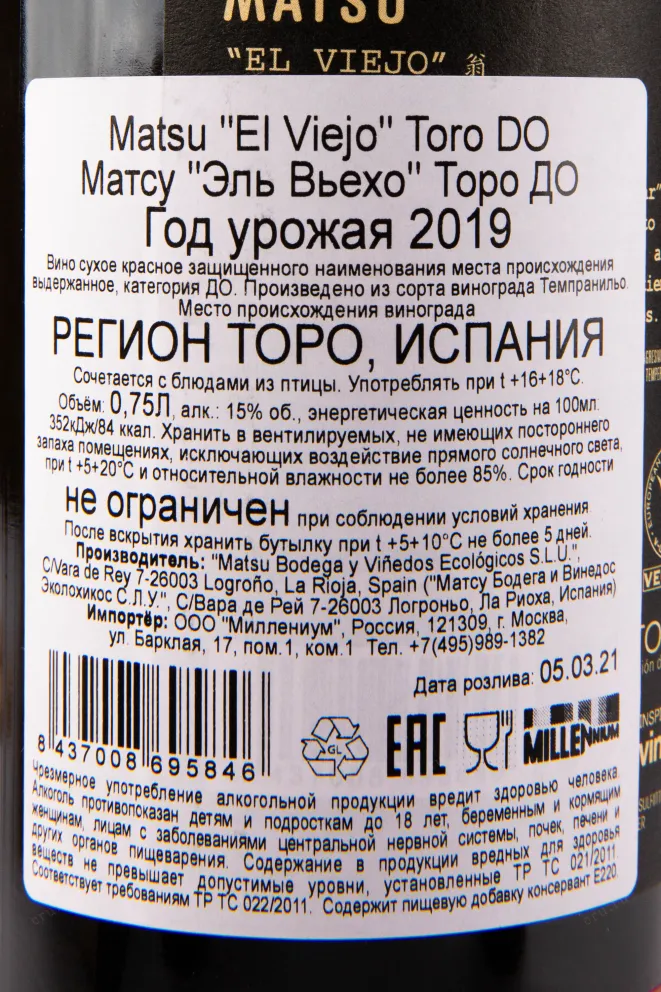 MATSU
"EL VIEJO" 翁
Matsu "El Viejo" Toro DO
Матсу "Эль Вьехо" Торо ДО
Год урожая 2019
Вино сухое красное защищенного наименования места происхождения
выдержанное, категория ДО. Произведено из сорта винограда Темпранильо.
Место происхождения винограда
РЕГИОН ТОРО, ИСПАНИЯ
Сочетается с блюдами из птицы. Употреблять при t +16+18°С.
Объём: 0,75Л, алк.: 15% об., энергетическая ценность на 100мл:
352кДж/84 ккал. Хранить в вентилируемых, не имеющих постороннего
запаха помещениях, исключающих воздействие прямого солнечного света,
при t +5+20°С и относительной влажности не более 85%. Срок годности
не ограничен при соблюдении условий хранения.
После вскрытия хранить бутылку при t +5+10°С не более 5 дней.
Производитель: "Matsu Bodega y Viñedos Ecológicos S.L.U.",
C/Vara de Rey 7-26003 Logroño, La Rioja, Spain ("Матсу Бодега и Винедос
Эколохикос С.Л.У.", С/Вара де Рей 7-26003 Логроньо, Ла Риоха, Испания)
Импортёр: ООО "Миллениум", Россия, 121309, г. Москва,
ул. Барклая, 17, пом.1, ком.1 Тел. +7(495)989-1382
Дата розлива: 05.03.21
8 437008 695846
GL
EAC
MILLENNIUM
Чрезмерное употребление алкогольной продукции вредит здоровью человека.
Алкоголь противопоказан детям и подросткам до 18 лет, беременным и кормящим
женщинам, лицам с заболеваниями центральной нервной системы, почек, печени и
других органов пищеварения. Содержание в продукции вредных для здоровья
веществ не превышает допустимые уровни, установленные ТР ТС 021/2011.
Соответствует требованиям ТР ТС 022/2011. Содержит пищевую добавку консервант Е220.